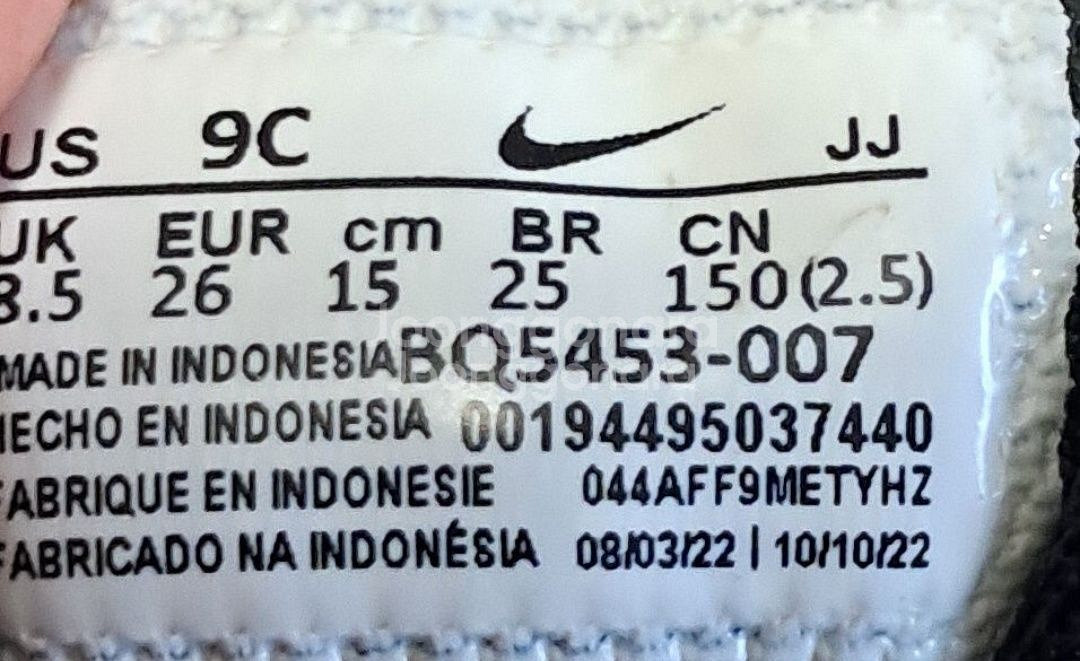 US 9C JJ
UK EUR cm BR CN
8.5 26 15 25 150(2.5)
MADE IN INDONESIA BQ5453-007
HECHO EN INDONESIA 00194495037440
FABRIQUE EN INDONESIE 044AFF9METYHZ
FABRICADO NA INDONÉSIA 08/03/22 | 10/10/22